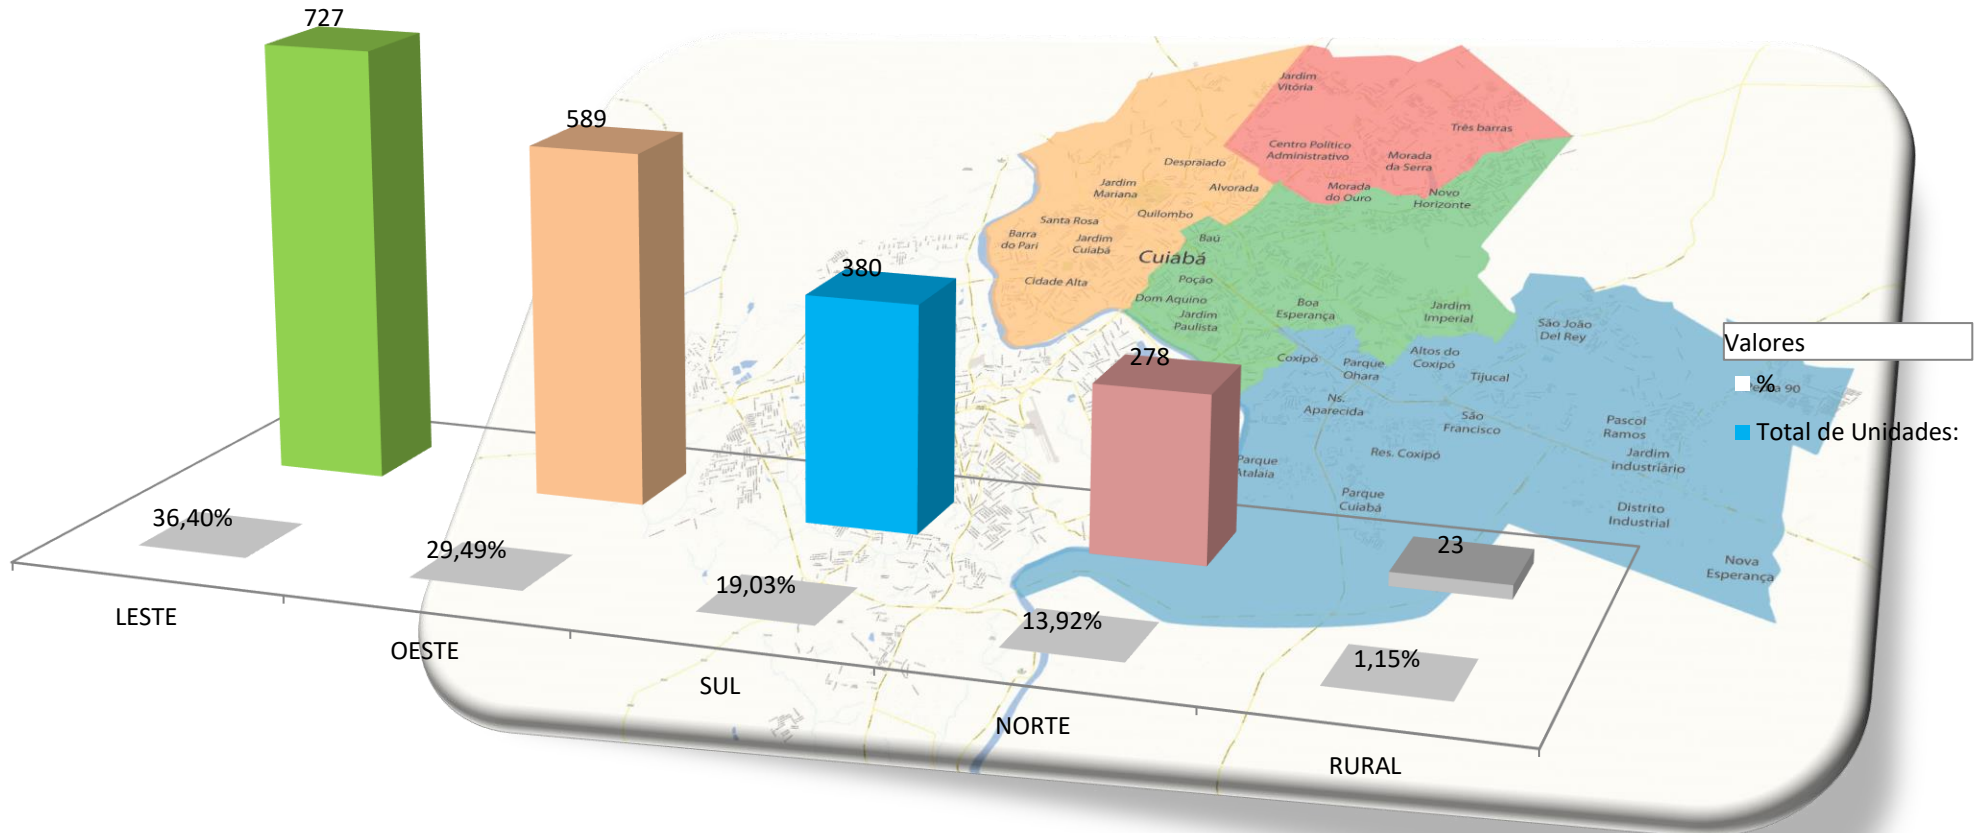 727
589
380
278
23
36,40%
29,49%
19,03%
13,92%
1,15%
LESTE
OESTE
SUL
NORTE
RURAL
Valores
%
Total de Unidades:
Jardim
Vitória
Três barras
Centro Político
Administrativo
Morada
da Serra
Morada
do Ouro
Novo
Horizonte
Despraiado
Jardim
Mariana
Alvorada
Quilombo
Santa Rosa
Barra
do Pari
Jardim
Cuiabá
Cidade Alta
Baú
Cuiabá
Poção
Dom Aquino
Jardim
Paulista
Boa
Esperança
Jardim
Imperial
São João
Del Rey
Coxipó
Parque
Ohara
Altos do
Coxipó
Tijucal
Ns.
Aparecida
São
Francisco
Pascol
Ramos
Jardim
industriário
Res. Coxipó
Parque
Atalaia
Parque
Cuiabá
Distrito
Industrial
Nova
Esperança
90